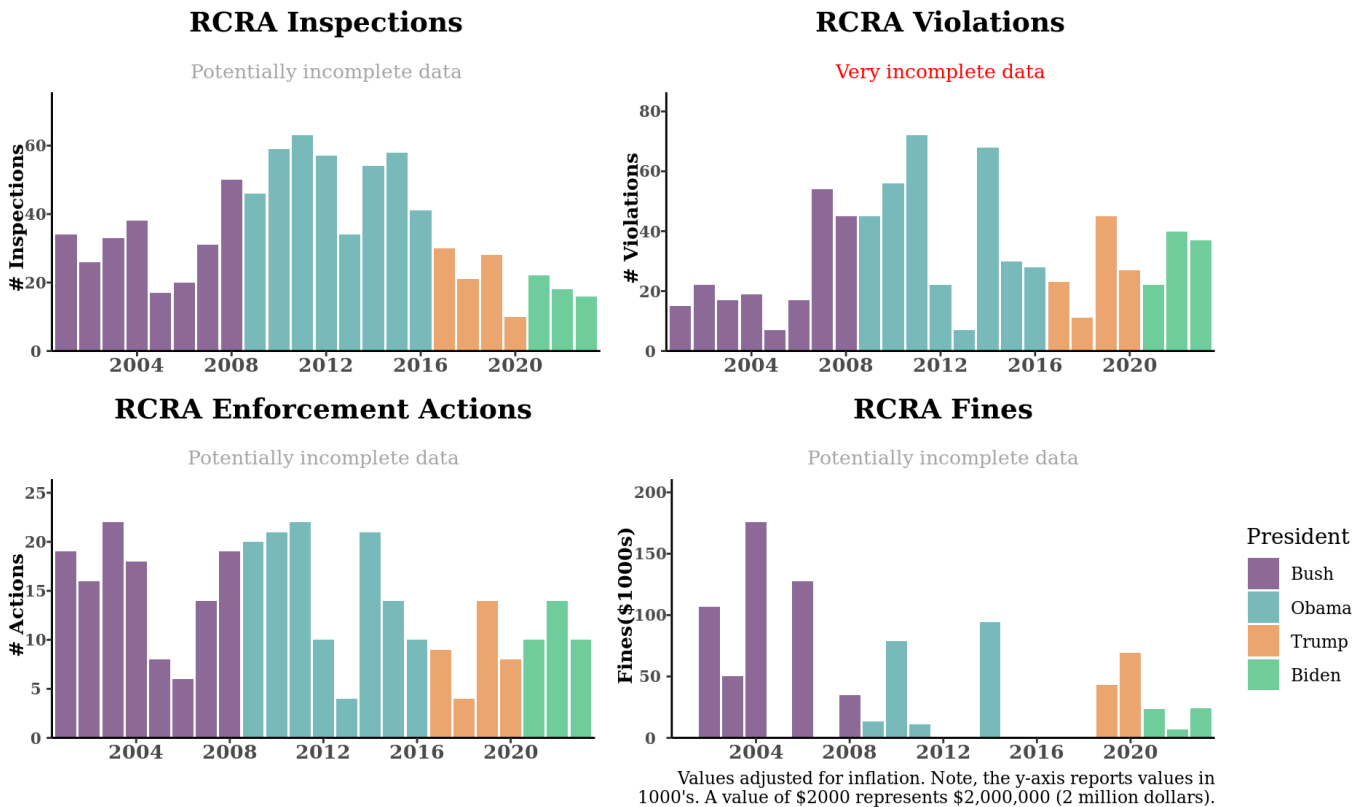 RCRA Inspections
Potentially incomplete data
# Inspections
60
40
20
0
2004
2008
2012
2016
2020
RCRA Violations
Very incomplete data
# Violations
80
60
40
20
0
2004
2008
2012
2016
2020
RCRA Enforcement Actions
Potentially incomplete data
# Actions
25
20
15
10
5
0
2004
2008
2012
2016
2020
RCRA Fines
Potentially incomplete data
Fines($1000s)
200
150
100
50
0
2004
2008
2012
2016
2020
President
Bush
Obama
Trump
Biden
Values adjusted for inflation. Note, the y-axis reports values in
1000's. A value of $2000 represents $2,000,000 (2 million dollars).